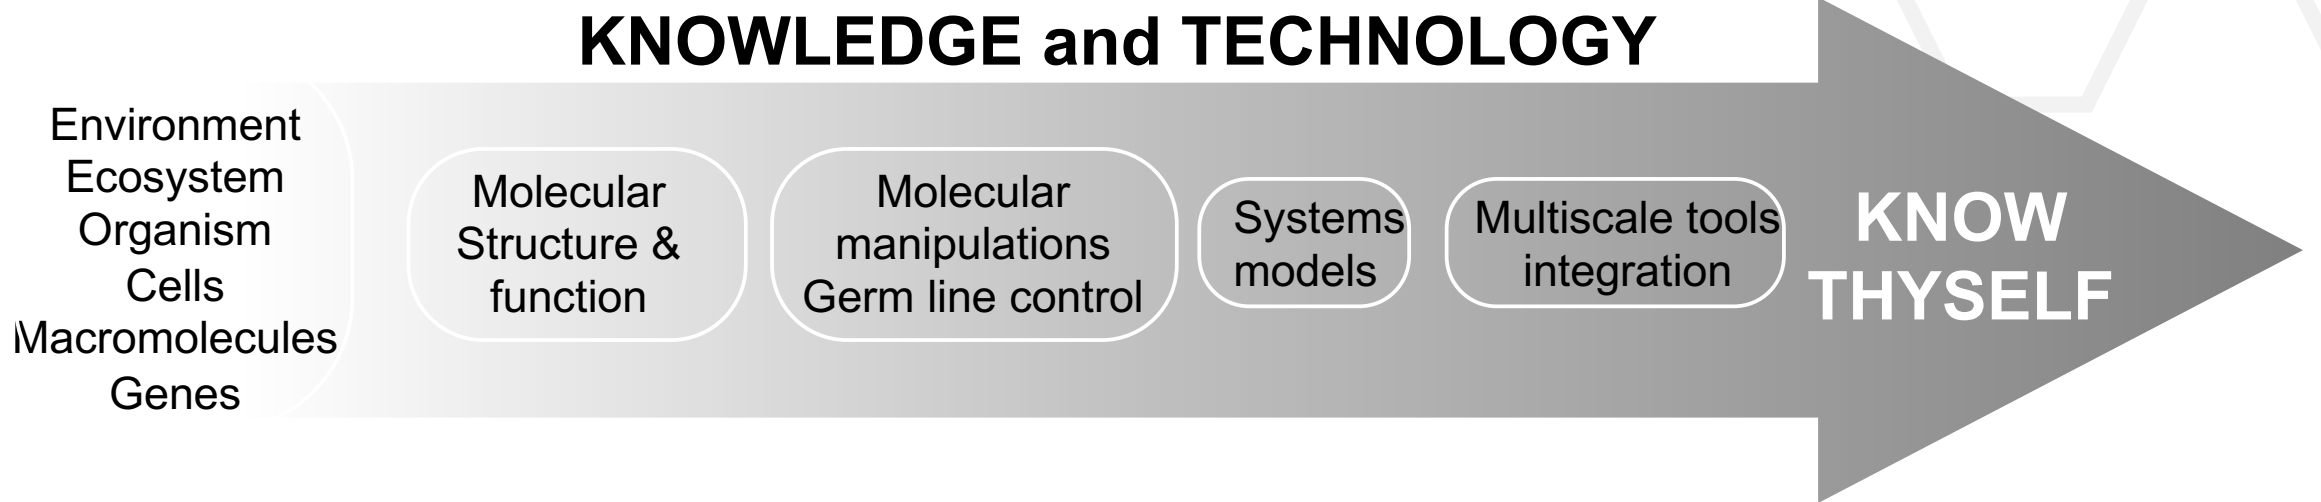 KNOWLEDGE and TECHNOLOGY
Environment
Ecosystem
Organism
Cells
Macromolecules
Genes
Molecular
Structure &
function
Molecular
manipulations
Germ line control
Systems
models
Multiscale tools
integration
KNOW
THYSELF